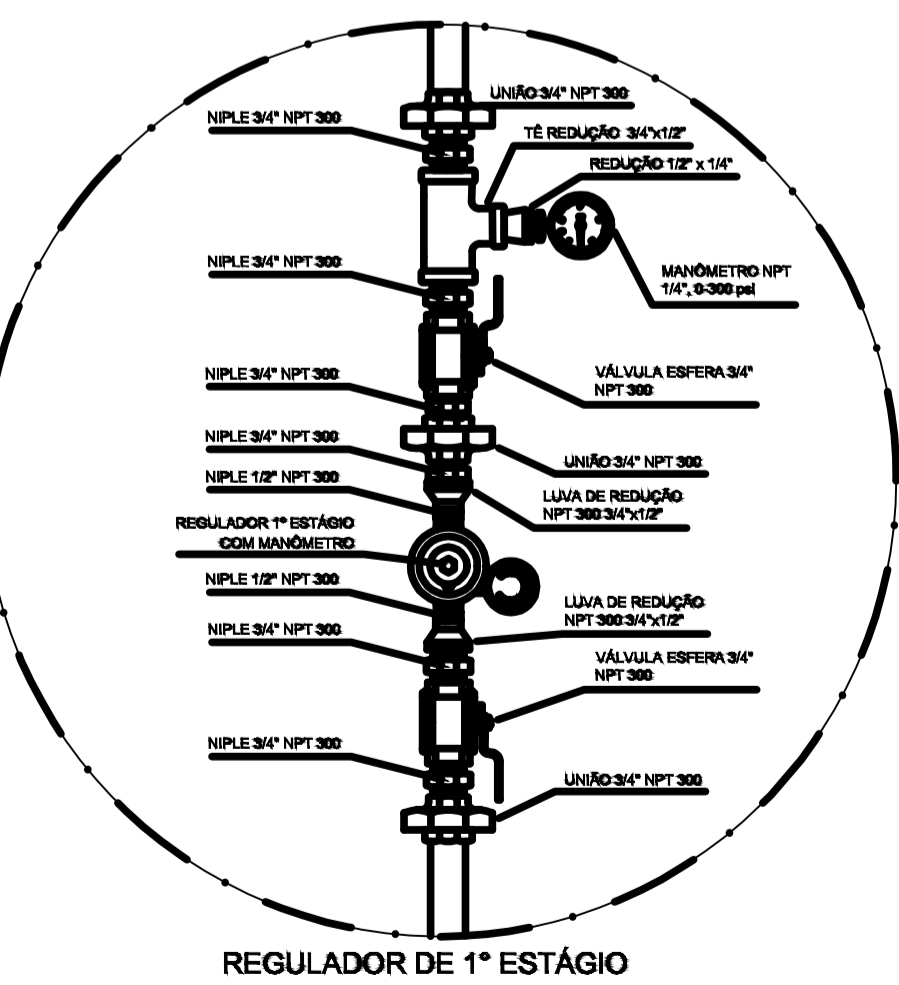 UNIÃO 3/4" NPT 300
NIPLE 3/4" NPT 300
TÊ REDUÇÃO 3/4"x1/2"
REDUÇÃO 1/2" x 1/4"
NIPLE 3/4" NPT 300
MANÔMETRO NPT
1/4", 0-300 psi
NIPLE 3/4" NPT 300
VÁLVULA ESFERA 3/4"
NPT 300
NIPLE 3/4" NPT 300
UNIÃO 3/4" NPT 300
NIPLE 1/2" NPT 300
LUVA DE REDUÇÃO
NPT 300 3/4"x1/2"
REGULADOR 1º ESTÁGIO
COM MANÔMETRO
NIPLE 1/2" NPT 300
LUVA DE REDUÇÃO
NPT 300 3/4"x1/2"
NIPLE 3/4" NPT 300
VÁLVULA ESFERA 3/4"
NPT 300
NIPLE 3/4" NPT 300
UNIÃO 3/4" NPT 300
REGULADOR DE 1º ESTÁGIO